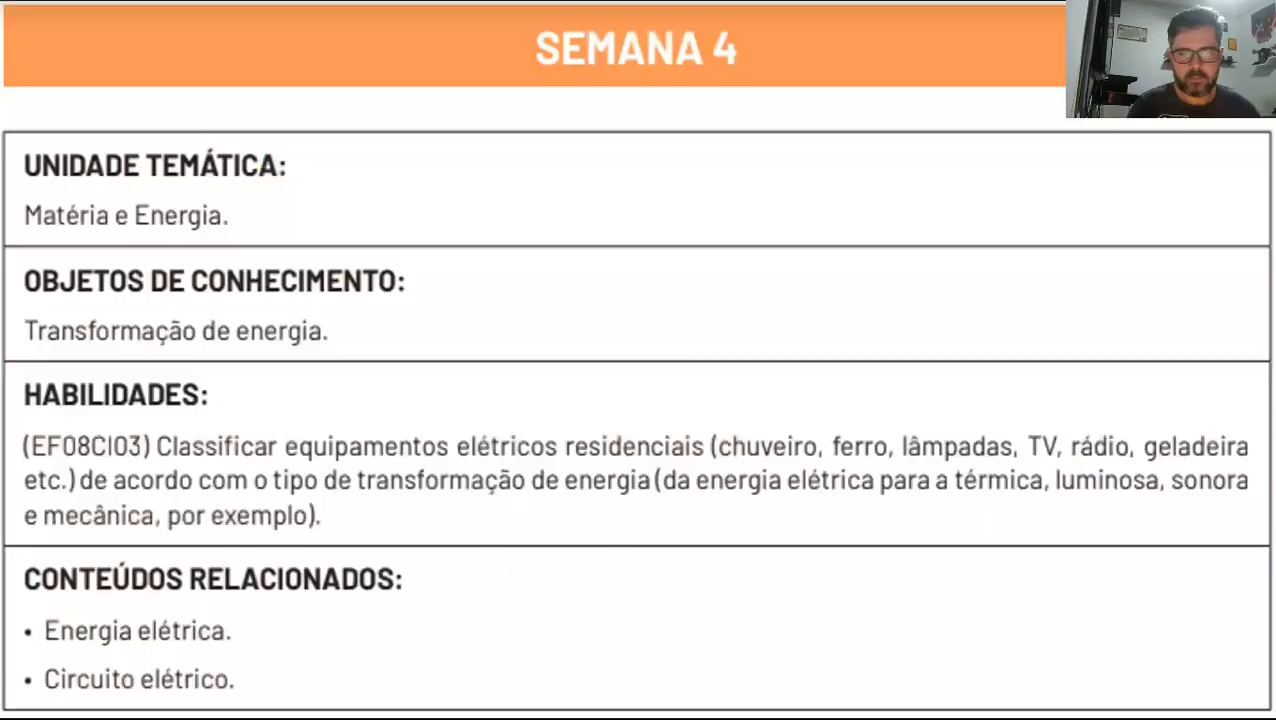 SEMANA 4
UNIDADE TEMÁTICA:
Matéria e Energia.
OBJETOS DE CONHECIMENTO:
Transformação de energia.
HABILIDADES:
(EF08CI03) Classificar equipamentos elétricos residenciais (chuveiro, ferro, lâmpadas, TV, rádio, geladeira
etc.) de acordo com o tipo de transformação de energia (da energia elétrica para a térmica, luminosa, sonora
e mecânica, por exemplo).
CONTEÚDOS RELACIONADOS:
• Energia elétrica.
• Circuito elétrico.